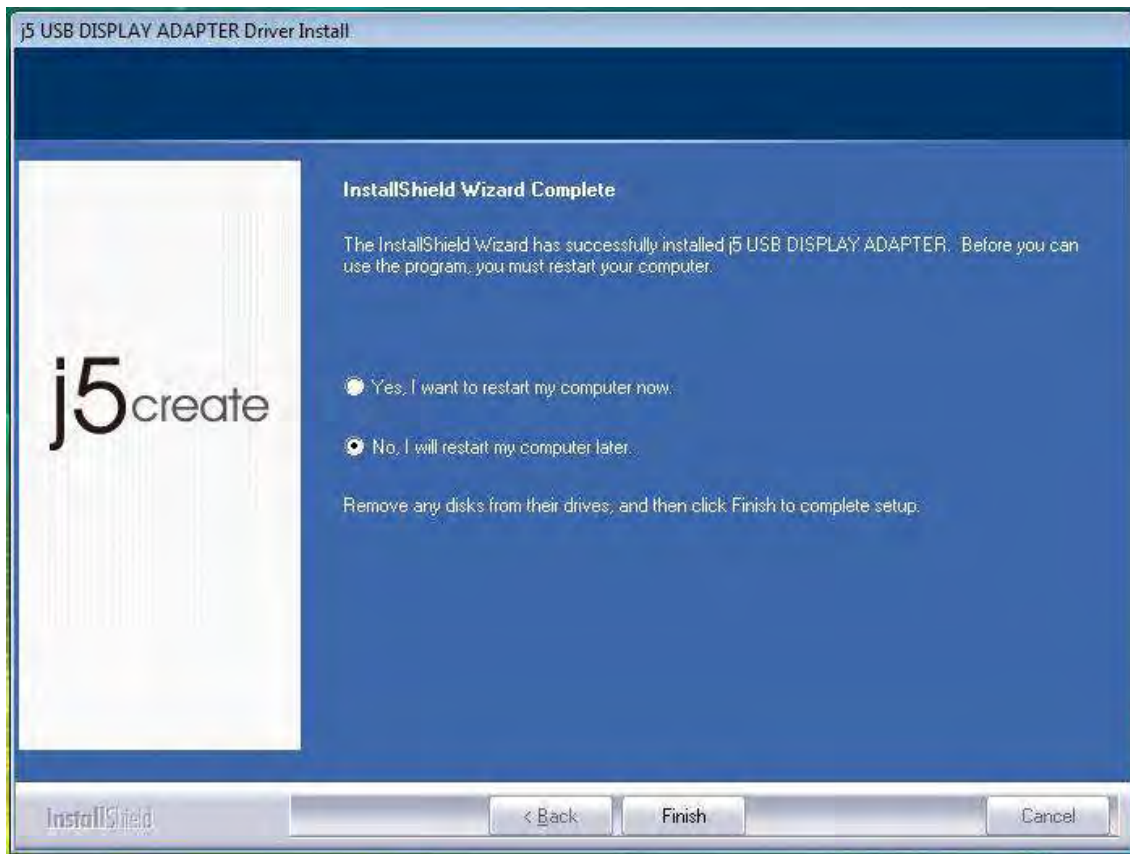 j5 USB DISPLAY ADAPTER Driver Install
InstallShield Wizard Complete
The InstallShield Wizard has successfully installed j5 USB DISPLAY ADAPTER. Before you can
use the program, you must restart your computer.
j5create
Yes, I want to restart my computer now.
No, I will restart my computer later.
Remove any disks from their drives, and then click Finish to complete setup.
InstallShield
< Back
Finish
Cancel